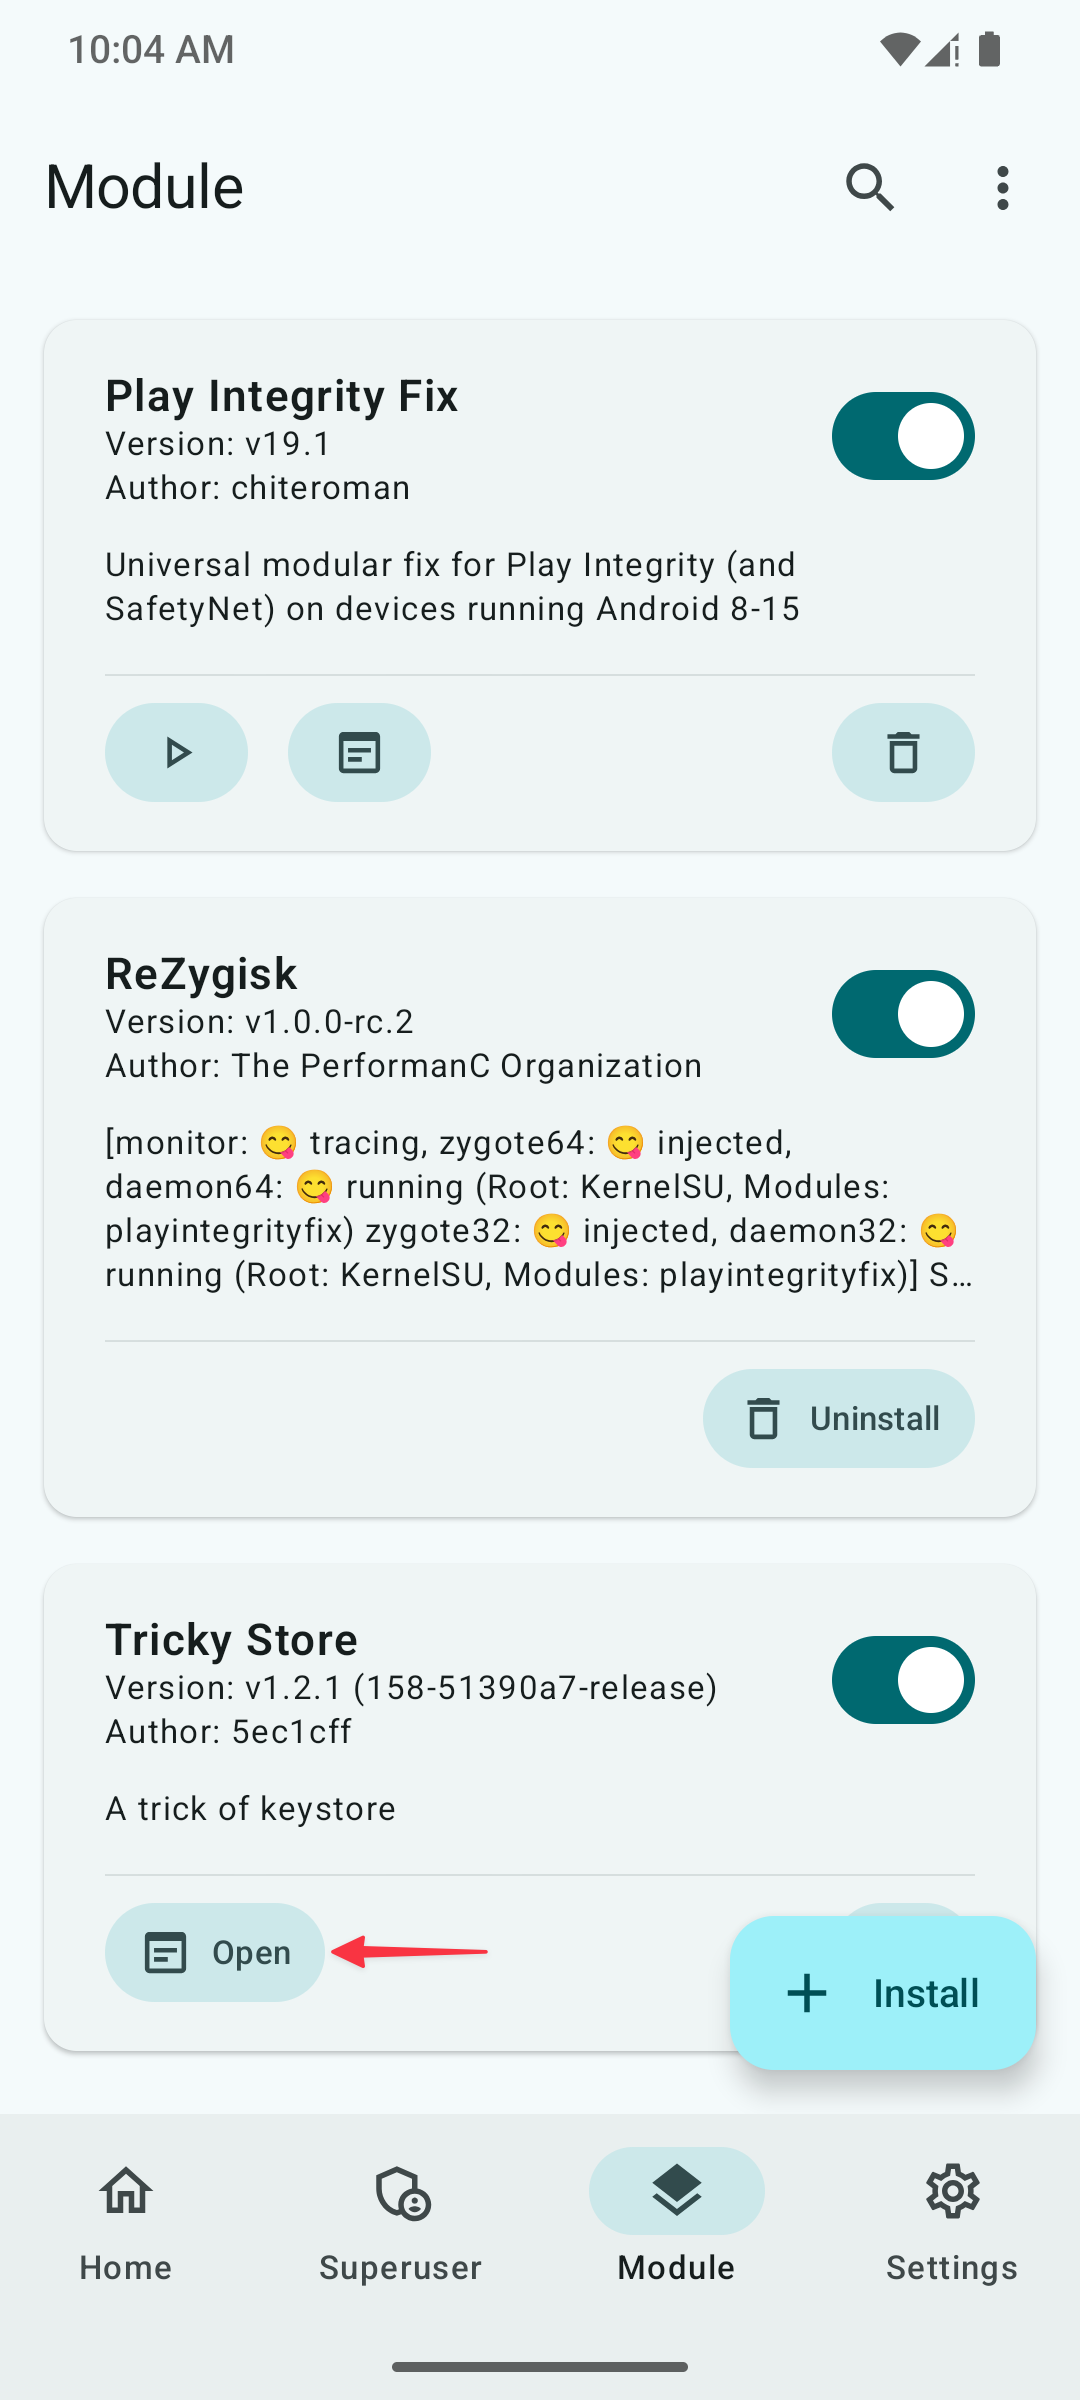 10:04 AM
Module
Play Integrity Fix
Version: v19.1
Author: chiteroman
Universal modular fix for Play Integrity (and
SafetyNet) on devices running Android 8-15
ReZygisk
Version: v1.0.0-rc.2
Author: The PerformanC Organization
[monitor: 😋 tracing, zygote64: 😋 injected,
daemon64: 😋 running (Root: KernelSU, Modules:
playintegrityfix) zygote32: 😋 injected, daemon32: 😋
running (Root: KernelSU, Modules: playintegrityfix)] S…
Uninstall
Tricky Store
Version: v1.2.1 (158-51390a7-release)
Author: 5ec1cff
A trick of keystore
Open
Install
Home
Superuser
Module
Settings